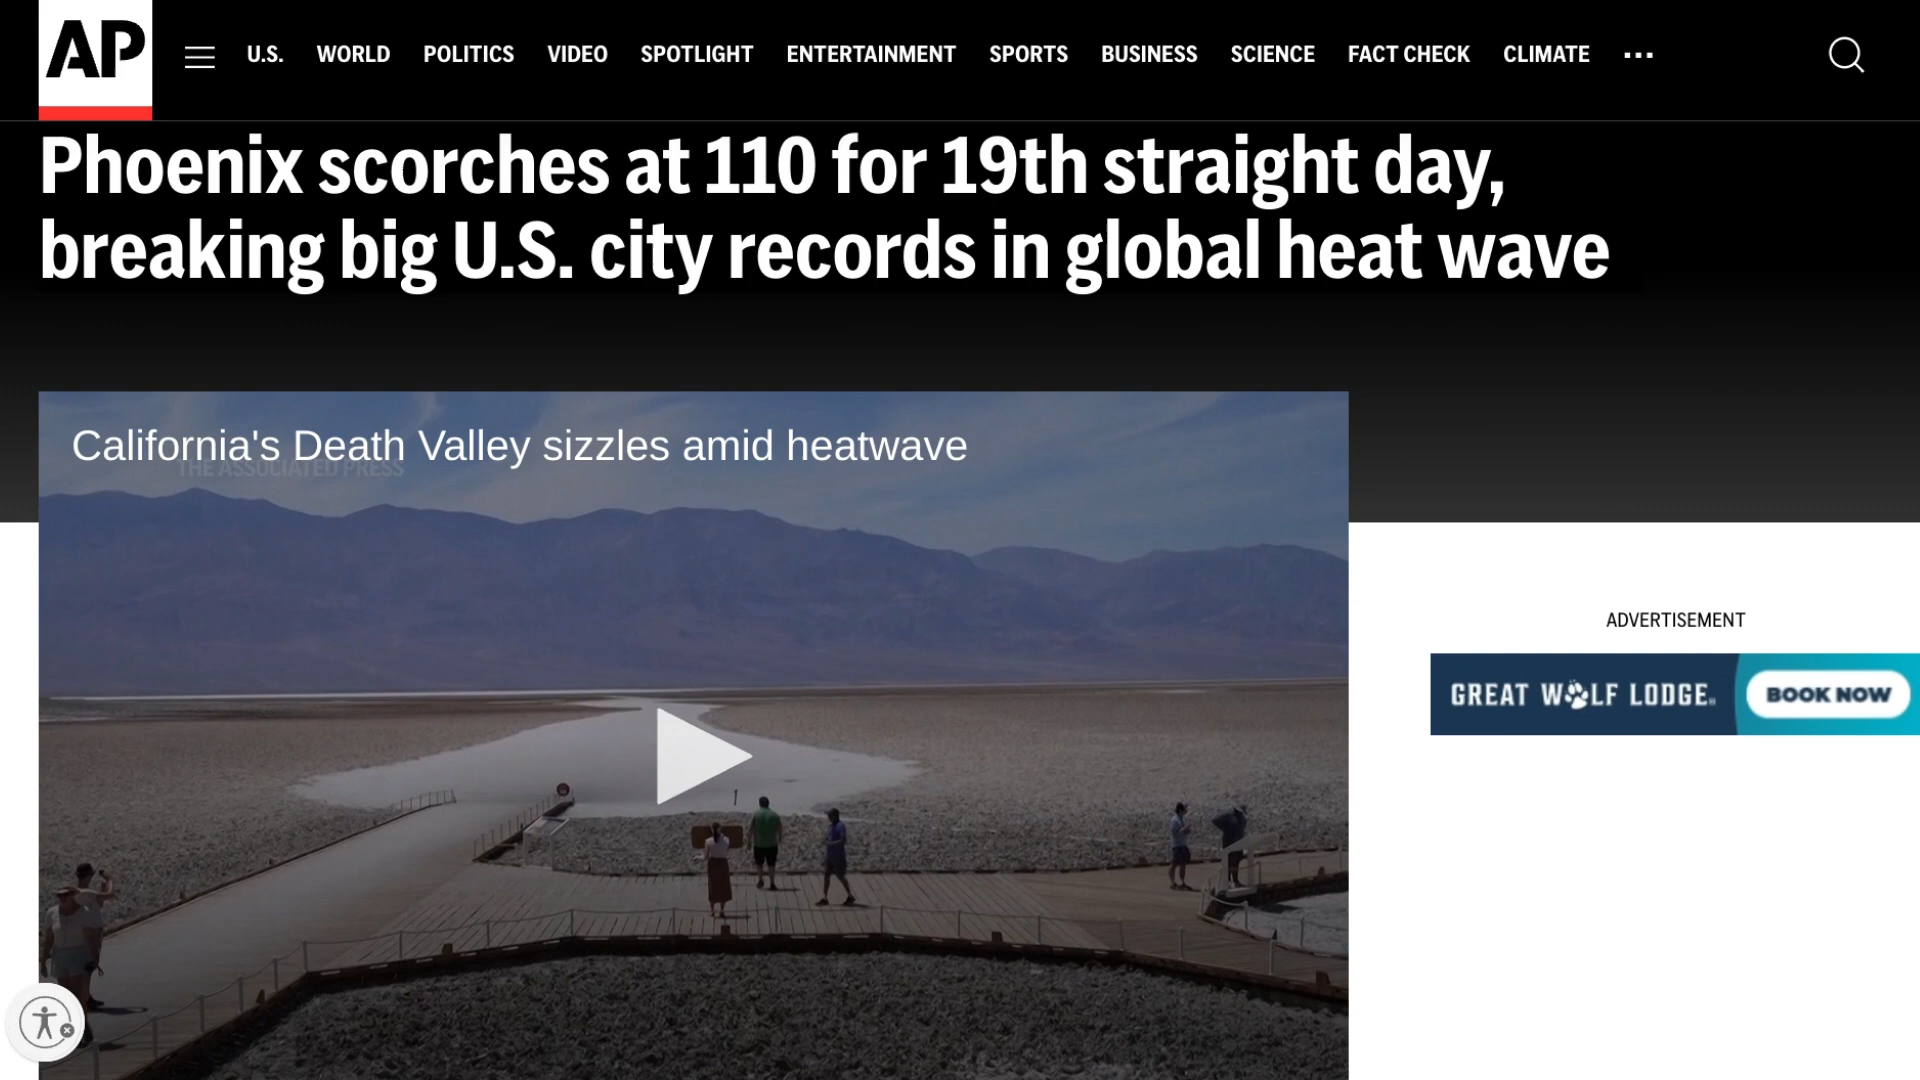 AP
U.S. WORLD POLITICS VIDEO SPOTLIGHT ENTERTAINMENT SPORTS BUSINESS SCIENCE FACT CHECK CLIMATE ...
Phoenix scorches at 110 for 19th straight day,
breaking big U.S. city records in global heat wave
California's Death Valley sizzles amid heatwave
THE ASSOCIATED PRESS
ADVERTISEMENT
GREAT WOLF LODGE BOOK NOW